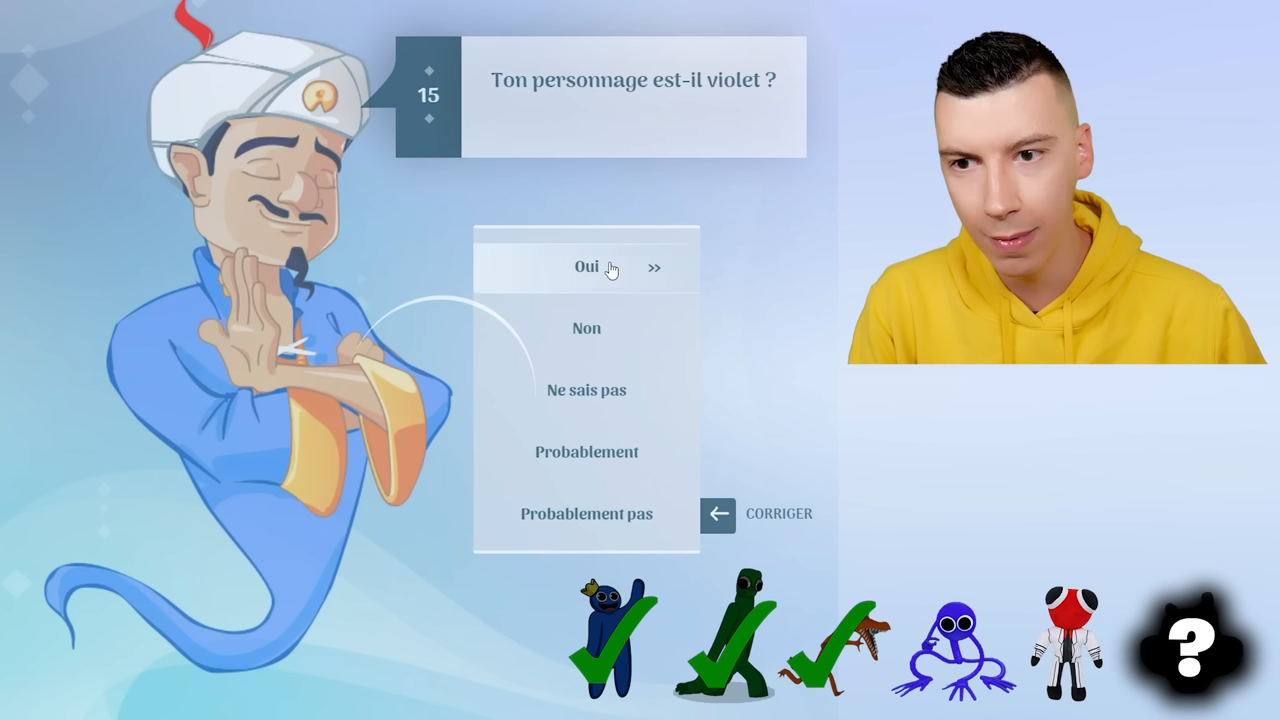 15
Ton personnage est-il violet ?
Oui
Non
Ne sais pas
Probablement
Probablement pas
CORRIGER
?